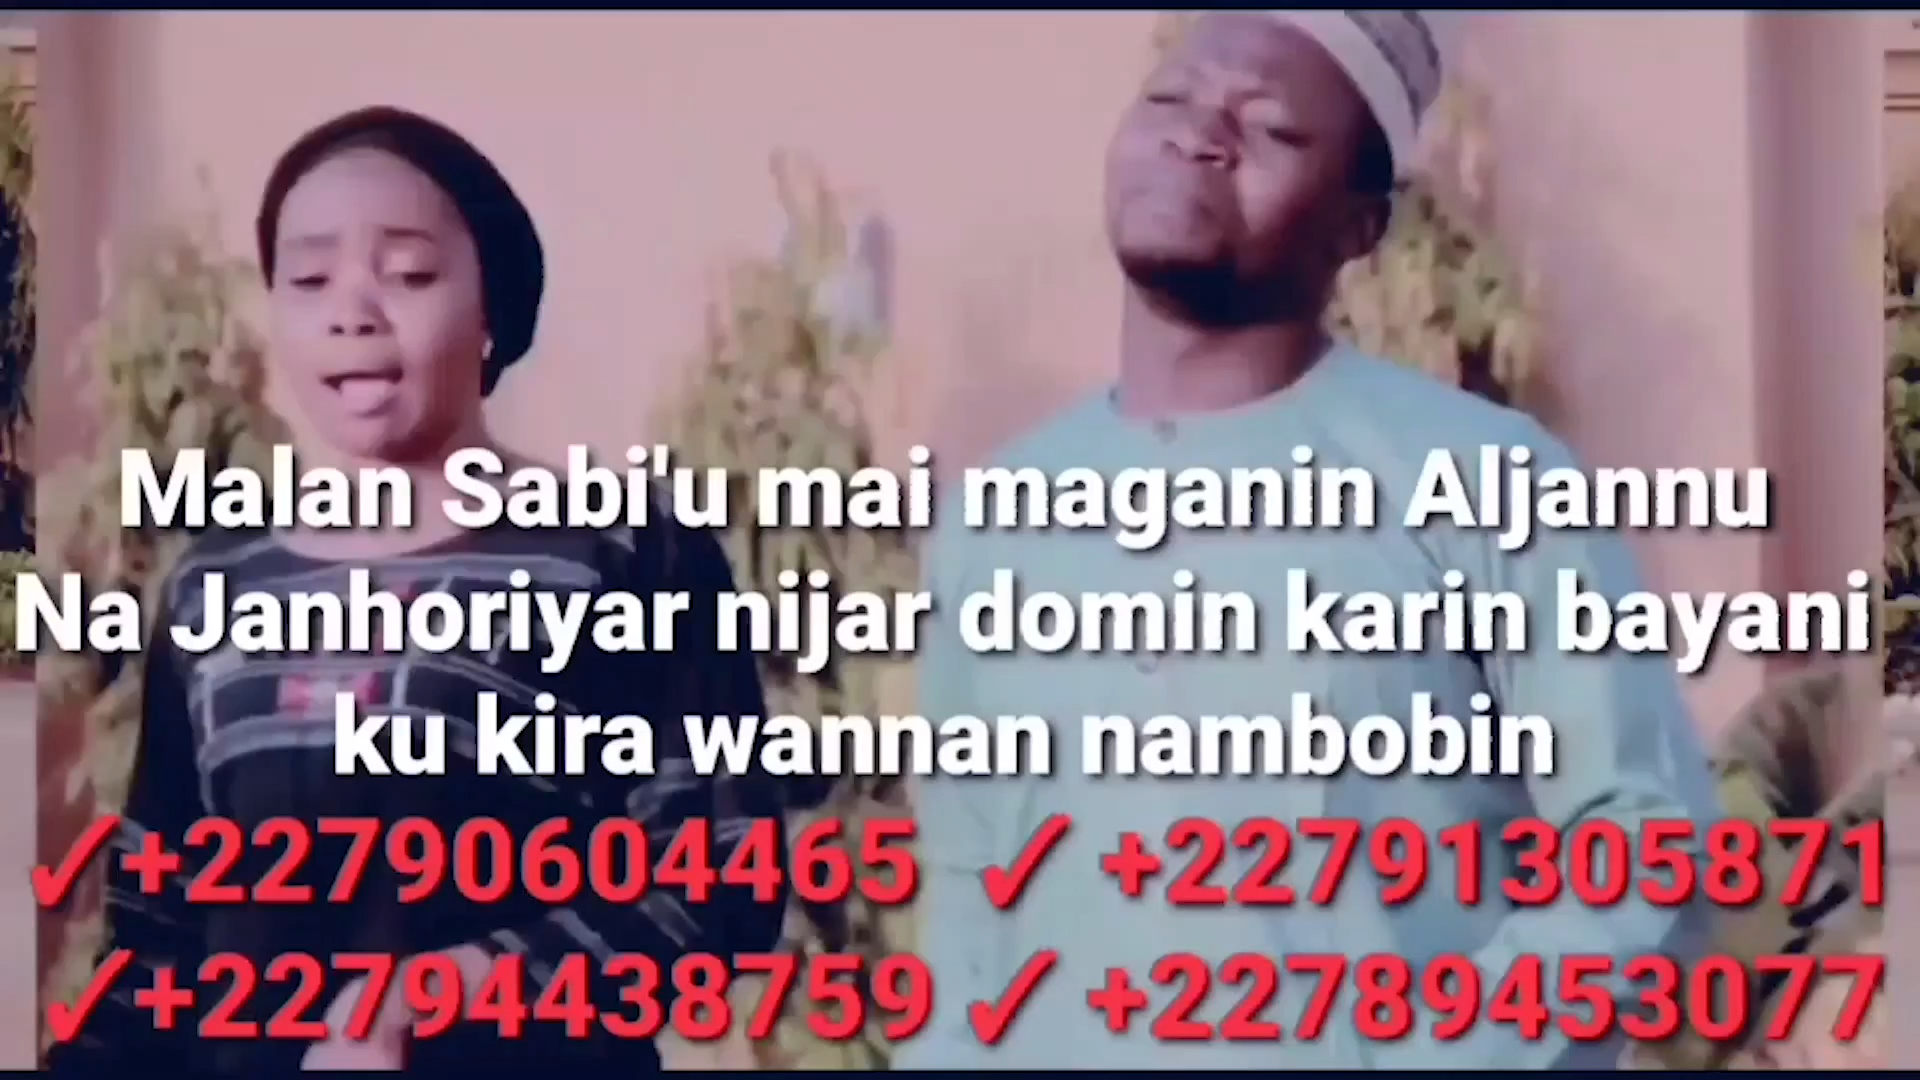 Malan Sabi'u mai maganin Aljannu
Na Janhoriyar nijar domin karin bayani
ku kira wannan nambobin
✓+22790604465 ✓ +22791305871
✓+22794438759 ✓ +22789453077